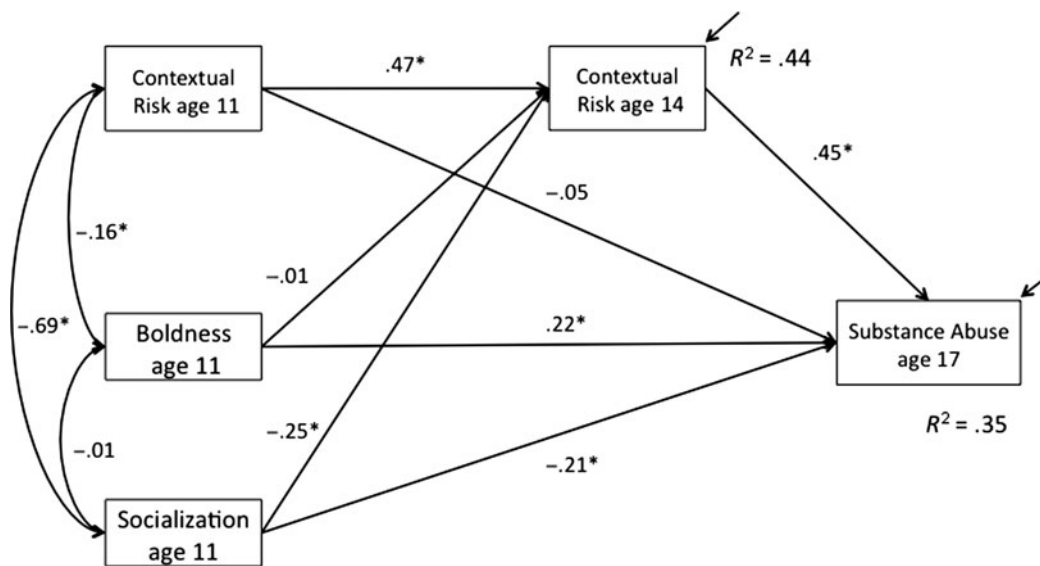 Contextual
Risk age 11
.47*
Contextual
Risk age 14
R² = .44
.45*
–.05
–.16*
–.01
–.69*
Boldness
age 11
.22*
Substance Abuse
age 17
R² = .35
–.25*
–.01
–.21*
Socialization
age 11